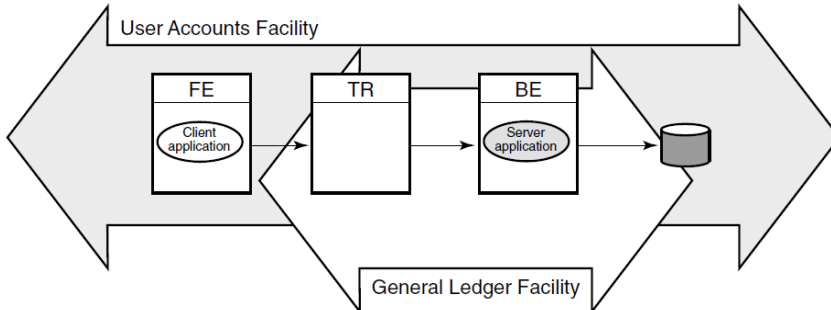 User Accounts Facility
FE
TR
BE
Client
application
Server
application
General Ledger Facility